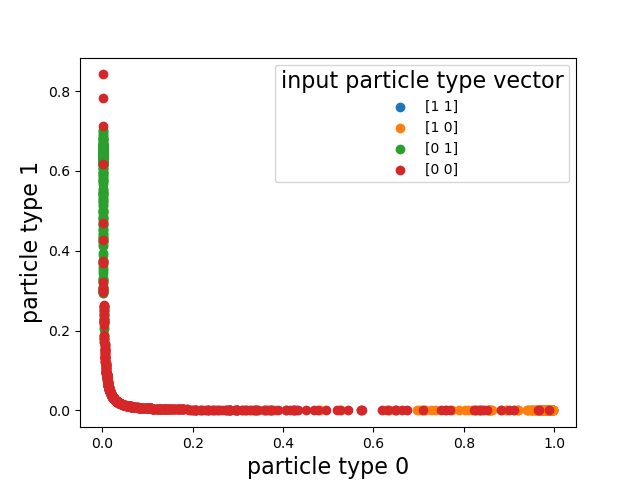 input particle type vector
[1 1]
[1 0]
[0 1]
[0 0]
particle type 1
0.8
0.6
0.4
0.2
0.0
0.0 0.2 0.4 0.6 0.8 1.0
particle type 0